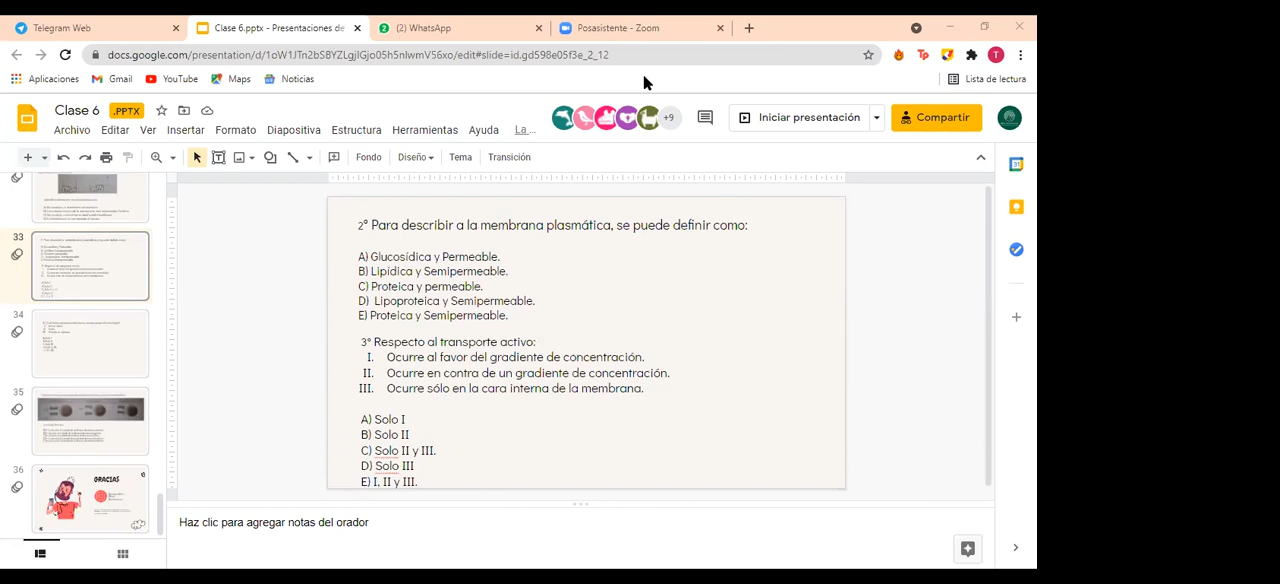 Telegram Web
Clase 6.pptx - Presentaciones de
(2) WhatsApp
Posasistente - Zoom
docs.google.com/presentation/d/1oW1JTn2bS8YZLgjIGjo05h5nlwmV56xo/edit#slide=id.gd598e05f3e_2_12
Aplicaciones
Gmail
YouTube
Maps
Noticias
Lista de lectura
Clase 6
.PPTX
+9
Iniciar presentación
Compartir
Archivo Editar Ver Insertar Formato Diapositiva Estructura Herramientas Ayuda La...
Fondo Diseño Tema Transición
33
34
35
36
GRACIAS
2° Para describir a la membrana plasmática, se puede definir como:
A) Glucosídica y Permeable.
B) Lipídica y Semipermeable.
C) Proteica y permeable.
D) Lipoproteica y Semipermeable.
E) Proteica y Semipermeable.
3° Respecto al transporte activo:
I. Ocurre al favor del gradiente de concentración.
II. Ocurre en contra de un gradiente de concentración.
III. Ocurre sólo en la cara interna de la membrana.
A) Solo I
B) Solo II
C) Solo II y III.
D) Solo III
E) I, II y III.
Haz clic para agregar notas del orador